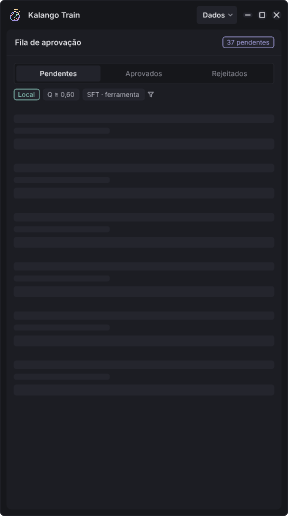 Kalango Train
Dados
Fila de aprovação
37 pendentes
Pendentes
Aprovados
Rejeitados
Local
Q ≥ 0,60
SFT · ferramenta